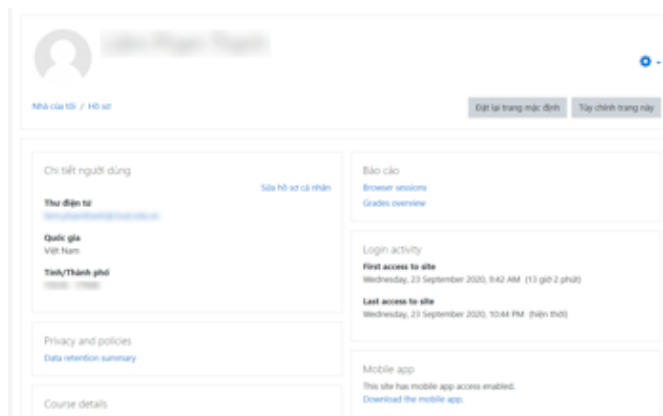 Nhà của tôi / Hồ sơ
Đặt lại trang mặc định
Tùy chỉnh trang này
Chi tiết người dùng
Sửa hồ sơ cá nhân
Thư điện tử
Quốc gia
Việt Nam
Tỉnh/Thành phố
Privacy and policies
Data retention summary
Course details
Báo cáo
Browser sessions
Grades overview
Login activity
First access to site
Wednesday, 23 September 2020, 9:42 AM (13 giờ 2 phút)
Last access to site
Wednesday, 23 September 2020, 10:44 PM (hiện thời)
Mobile app
This site has mobile app access enabled.
Download the mobile app.